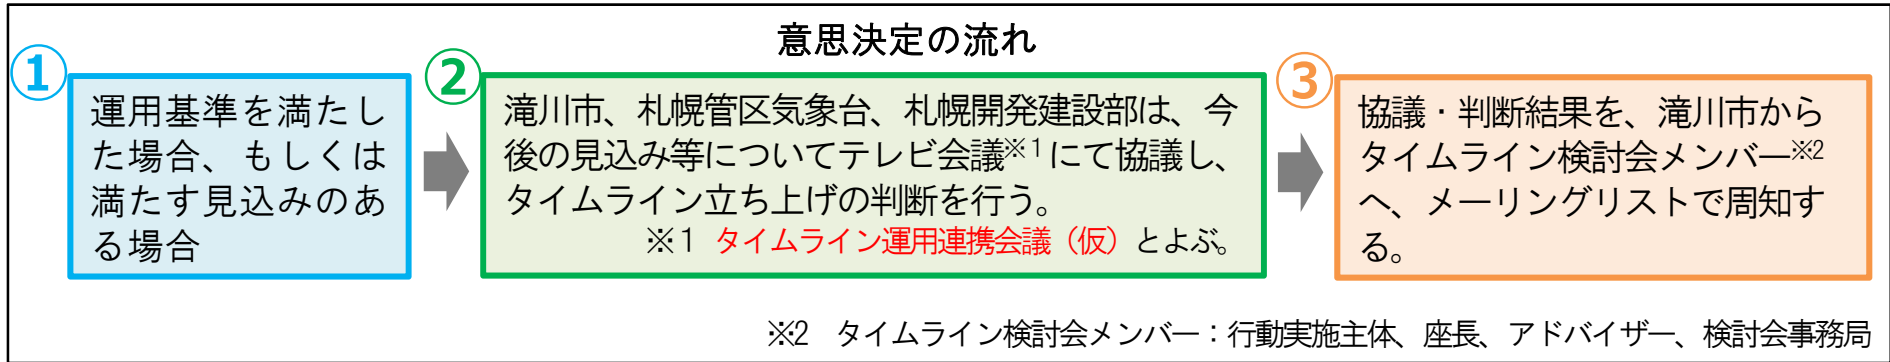 意思決定の流れ
①
運用基準を満たし
た場合、もしくは
満たす見込みのあ
る場合
②
滝川市、札幌管区気象台、札幌開発建設部は、今
後の見込み等についてテレビ会議※1にて協議し、
タイムライン立ち上げの判断を行う。
※1 タイムライン運用連携会議（仮）とよぶ。
③
協議・判断結果を、滝川市から
タイムライン検討会メンバー※2
へ、メーリングリストで周知す
る。
※2　タイムライン検討会メンバー：行動実施主体、座長、アドバイザー、検討会事務局